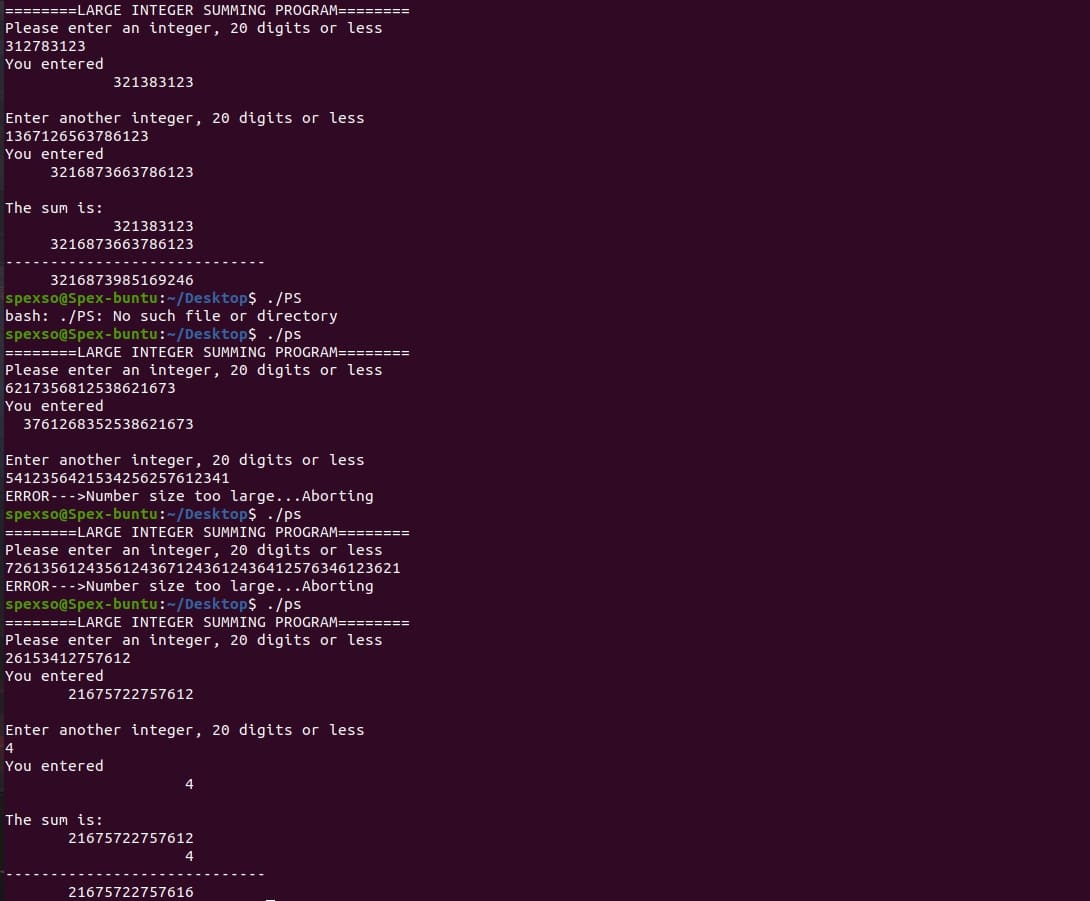 ========LARGE INTEGER SUMMING PROGRAM========
Please enter an integer, 20 digits or less
312783123
You entered
            321383123

Enter another integer, 20 digits or less
1367126563786123
You entered
     3216873663786123

The sum is:
            321383123
     3216873663786123
-----------------------------
     3216873985169246
spexso@Spex-buntu:~/Desktop$ ./PS
bash: ./PS: No such file or directory
spexso@Spex-buntu:~/Desktop$ ./ps
========LARGE INTEGER SUMMING PROGRAM========
Please enter an integer, 20 digits or less
6217356812538621673
You entered
  3761268352538621673

Enter another integer, 20 digits or less
5412356421534256257612341
ERROR--->Number size too large...Aborting
spexso@Spex-buntu:~/Desktop$ ./ps
========LARGE INTEGER SUMMING PROGRAM========
Please enter an integer, 20 digits or less
72613561243561243671243612436412576346123621
ERROR--->Number size too large...Aborting
spexso@Spex-buntu:~/Desktop$ ./ps
========LARGE INTEGER SUMMING PROGRAM========
Please enter an integer, 20 digits or less
26153412757612
You entered
       21675722757612

Enter another integer, 20 digits or less
4
You entered
                    4

The sum is:
       21675722757612
                    4
-----------------------------
       21675722757616